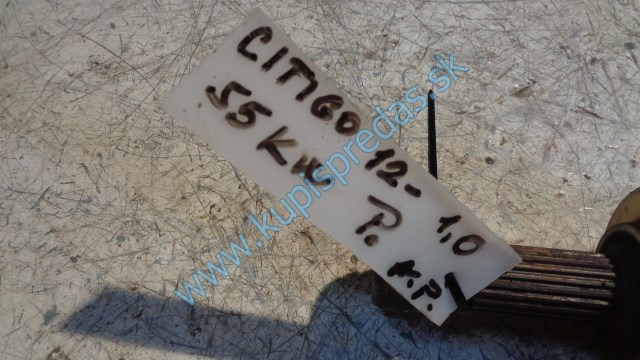 CITIGO 12- 1,0
55 KW P. K.P.
www.kupispredas.sk